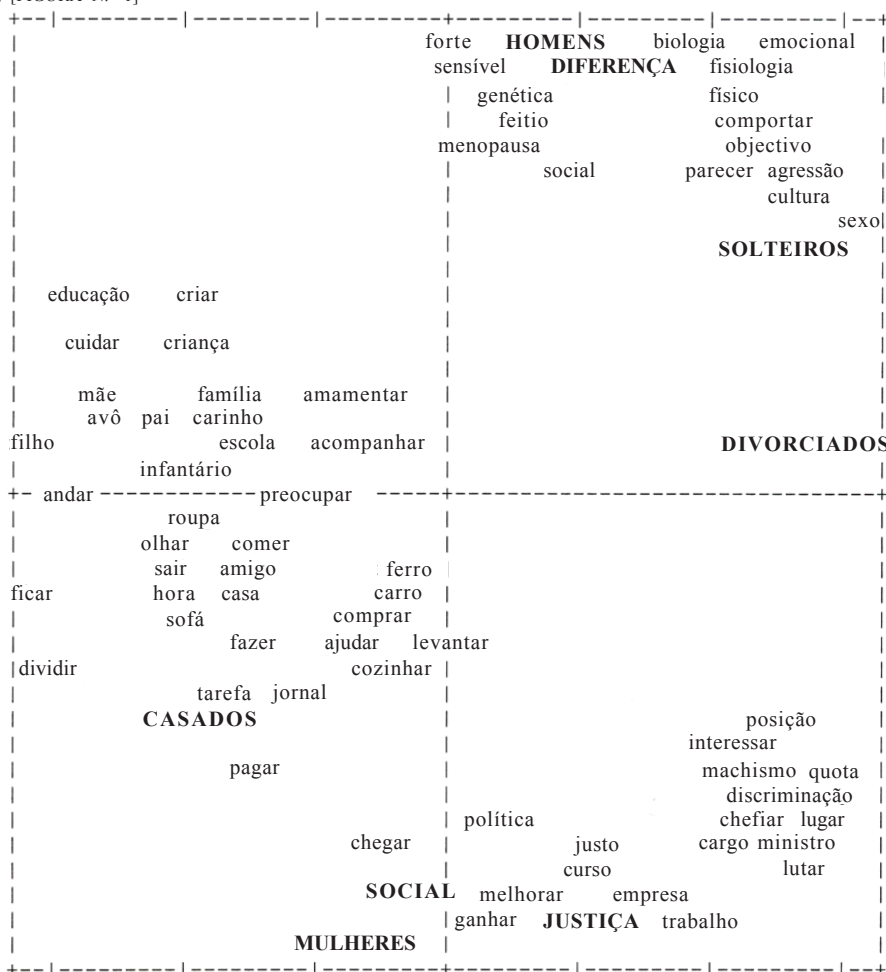 forte HOMENS biologia emocional
sensível DIFERENÇA fisiologia
genética físico
feitio comportar
menopausa objectivo
social parecer agressão
cultura
sexo
SOLTEIROS
educação criar
cuidar criança
mãe família amamentar
avô pai carinho
filho escola acompanhar DIVORCIADOS
infantário
andar preocupar
roupa
olhar comer
sair amigo ferro
ficar hora casa carro
sofá comprar
fazer ajudar levantar
dividir cozinhar
tarefa jornal
CASADOS posição
interessar
pagar machismo quota
discriminação
política chefiar lugar
chegar justo cargo ministro
curso lutar
SOCIAL melhorar empresa
ganhar JUSTIÇA trabalho
MULHERES